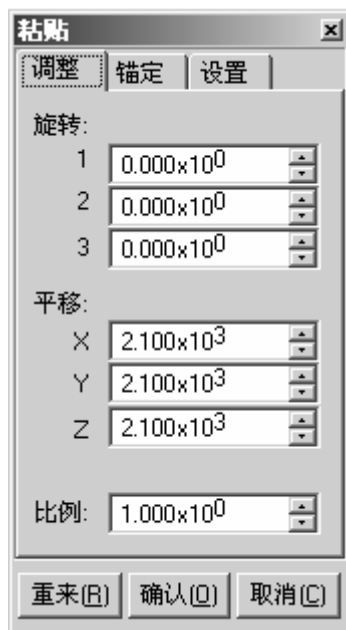 粘贴
调整 锚定 设置
旋转:
1 0.000x10⁰
2 0.000x10⁰
3 0.000x10⁰
平移:
X 2.100x10³
Y 2.100x10³
Z 2.100x10³
比例: 1.000x10⁰
重来(R) 确认(O) 取消(C)